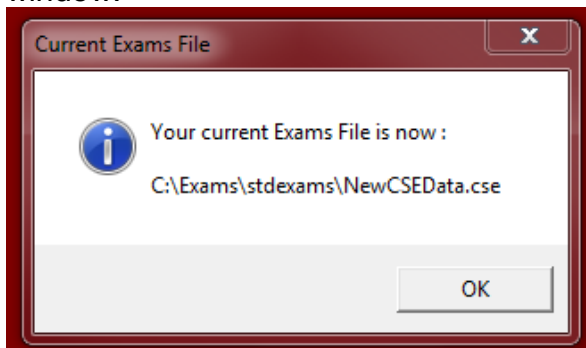 Current Exams File
x
Your current Exams File is now :
C:\Exams\stdexams\NewCSEData.cse
OK